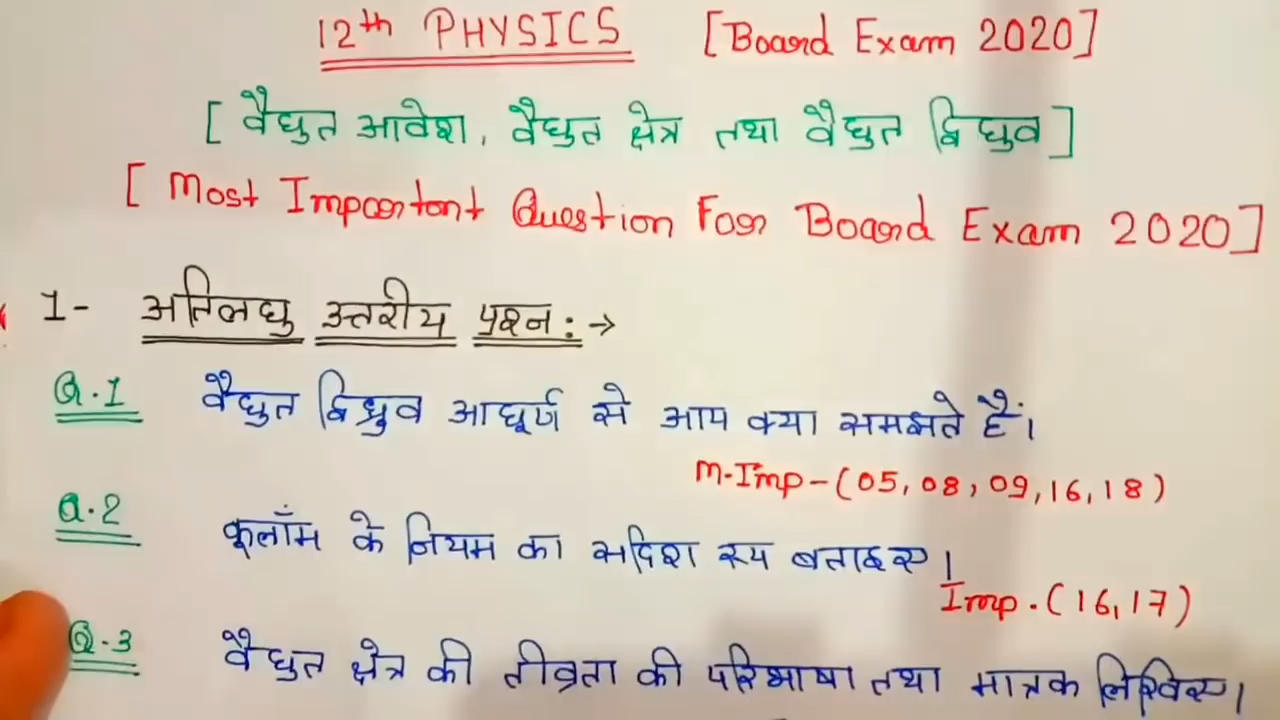 12th PHYSICS [Board Exam 2020]
[वैधुत आवेश, वैधुत क्षेत्र तथा वैधुत द्विघुव]
[Most Important Question For Board Exam 2020]
1- अतिलघु उत्तरीय प्रश्न:→
Q.1 वैधुत द्विध्रुव आघूर्ण से आप क्या समझते हैं।
M.Imp-(05, 08, 09, 16, 18)
Q.2 कूलॉंम के नियम का सदिश रूप बताइए।
Imp.(16,17)
Q.3 वैधुत क्षेत्र की तीव्रता की परिभाषा तथा मात्रक लिखिए।